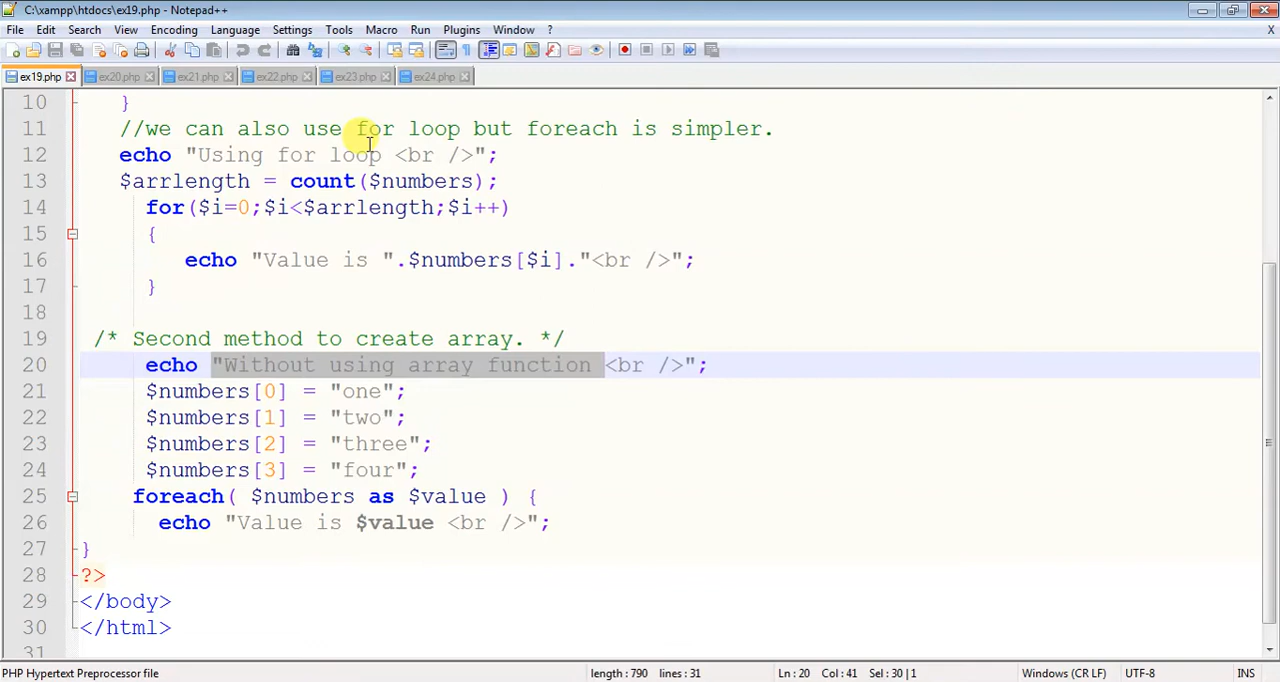 C:\xampp\htdocs\ex19.php - Notepad++
File Edit Search View Encoding Language Settings Tools Macro Run Plugins Window ? X
ex19.php ex20.php ex21.php ex22.php ex23.php ex24.php
10 }
11 //we can also use for loop but foreach is simpler.
12 echo "Using for loop <br />";
13 $arrlength = count($numbers);
14 for($i=0;$i<$arrlength;$i++)
15 {
16 echo "Value is ".$numbers[$i]."<br />";
17 }
18
19 /* Second method to create array. */
20 echo "Without using array function <br />";
21 $numbers[0] = "one";
22 $numbers[1] = "two";
23 $numbers[2] = "three";
24 $numbers[3] = "four";
25 foreach( $numbers as $value ) {
26 echo "Value is $value <br />";
27 }
28 ?>
29 </body>
30 </html>
31
PHP Hypertext Preprocessor file length : 790 lines : 31 Ln : 20 Col : 41 Sel : 30 | 1 Windows (CR LF) UTF-8 INS